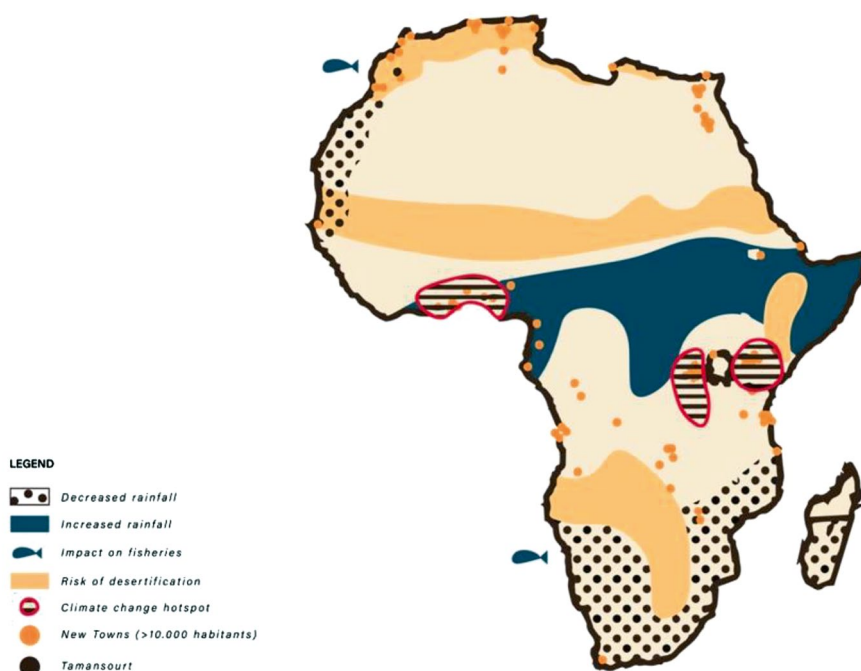 LEGEND
Decreased rainfall
Increased rainfall
Impact on fisheries
Risk of desertification
Climate change hotspot
New Towns (>10.000 habitants)
Tamansourt